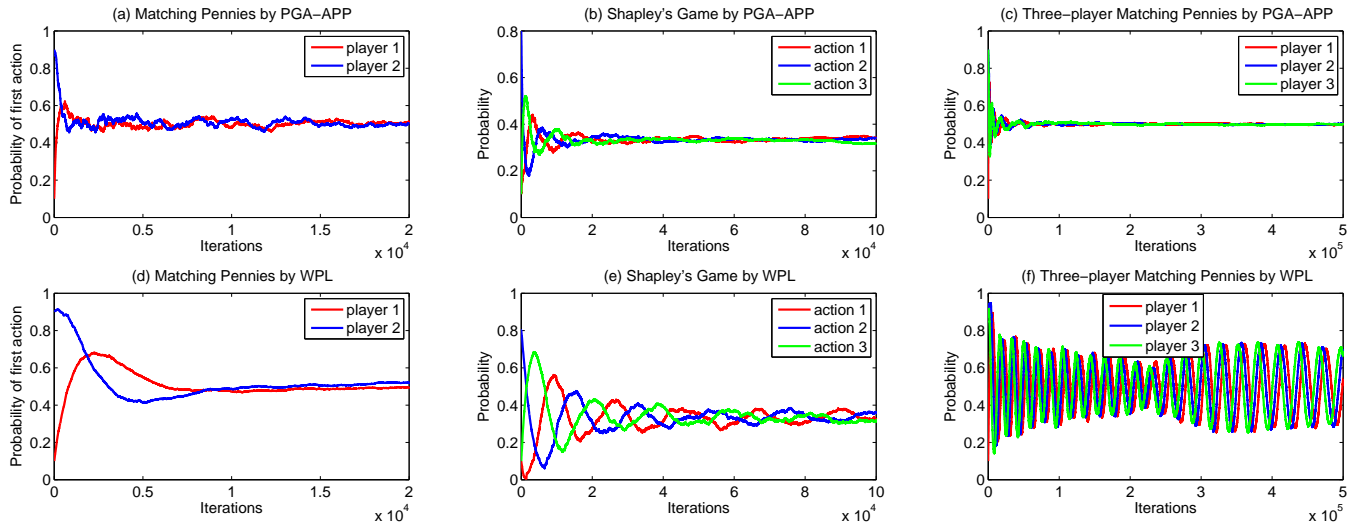 (a) Matching Pennies by PGA−APP
Probability of first action
1
0.8
0.6
0.4
0.2
0
0
0.5
1
1.5
2
Iterations
x 10^4
player 1
player 2
(b) Shapley's Game by PGA−APP
Probability
0.8
0.6
0.4
0.2
0
0
2
4
6
8
10
Iterations
x 10^4
action 1
action 2
action 3
(c) Three−player Matching Pennies by PGA−APP
Probability
1
0.8
0.6
0.4
0.2
0
0
1
2
3
4
5
Iterations
x 10^5
player 1
player 2
player 3
(d) Matching Pennies by WPL
Probability of first action
1
0.8
0.6
0.4
0.2
0
0
0.5
1
1.5
2
Iterations
x 10^4
player 1
player 2
(e) Shapley's Game by WPL
Probability
1
0.8
0.6
0.4
0.2
0
0
2
4
6
8
10
Iterations
x 10^4
action 1
action 2
action 3
(f) Three−player Matching Pennies by WPL
Probability
1
0.8
0.6
0.4
0.2
0
0
1
2
3
4
5
Iterations
x 10^5
player 1
player 2
player 3